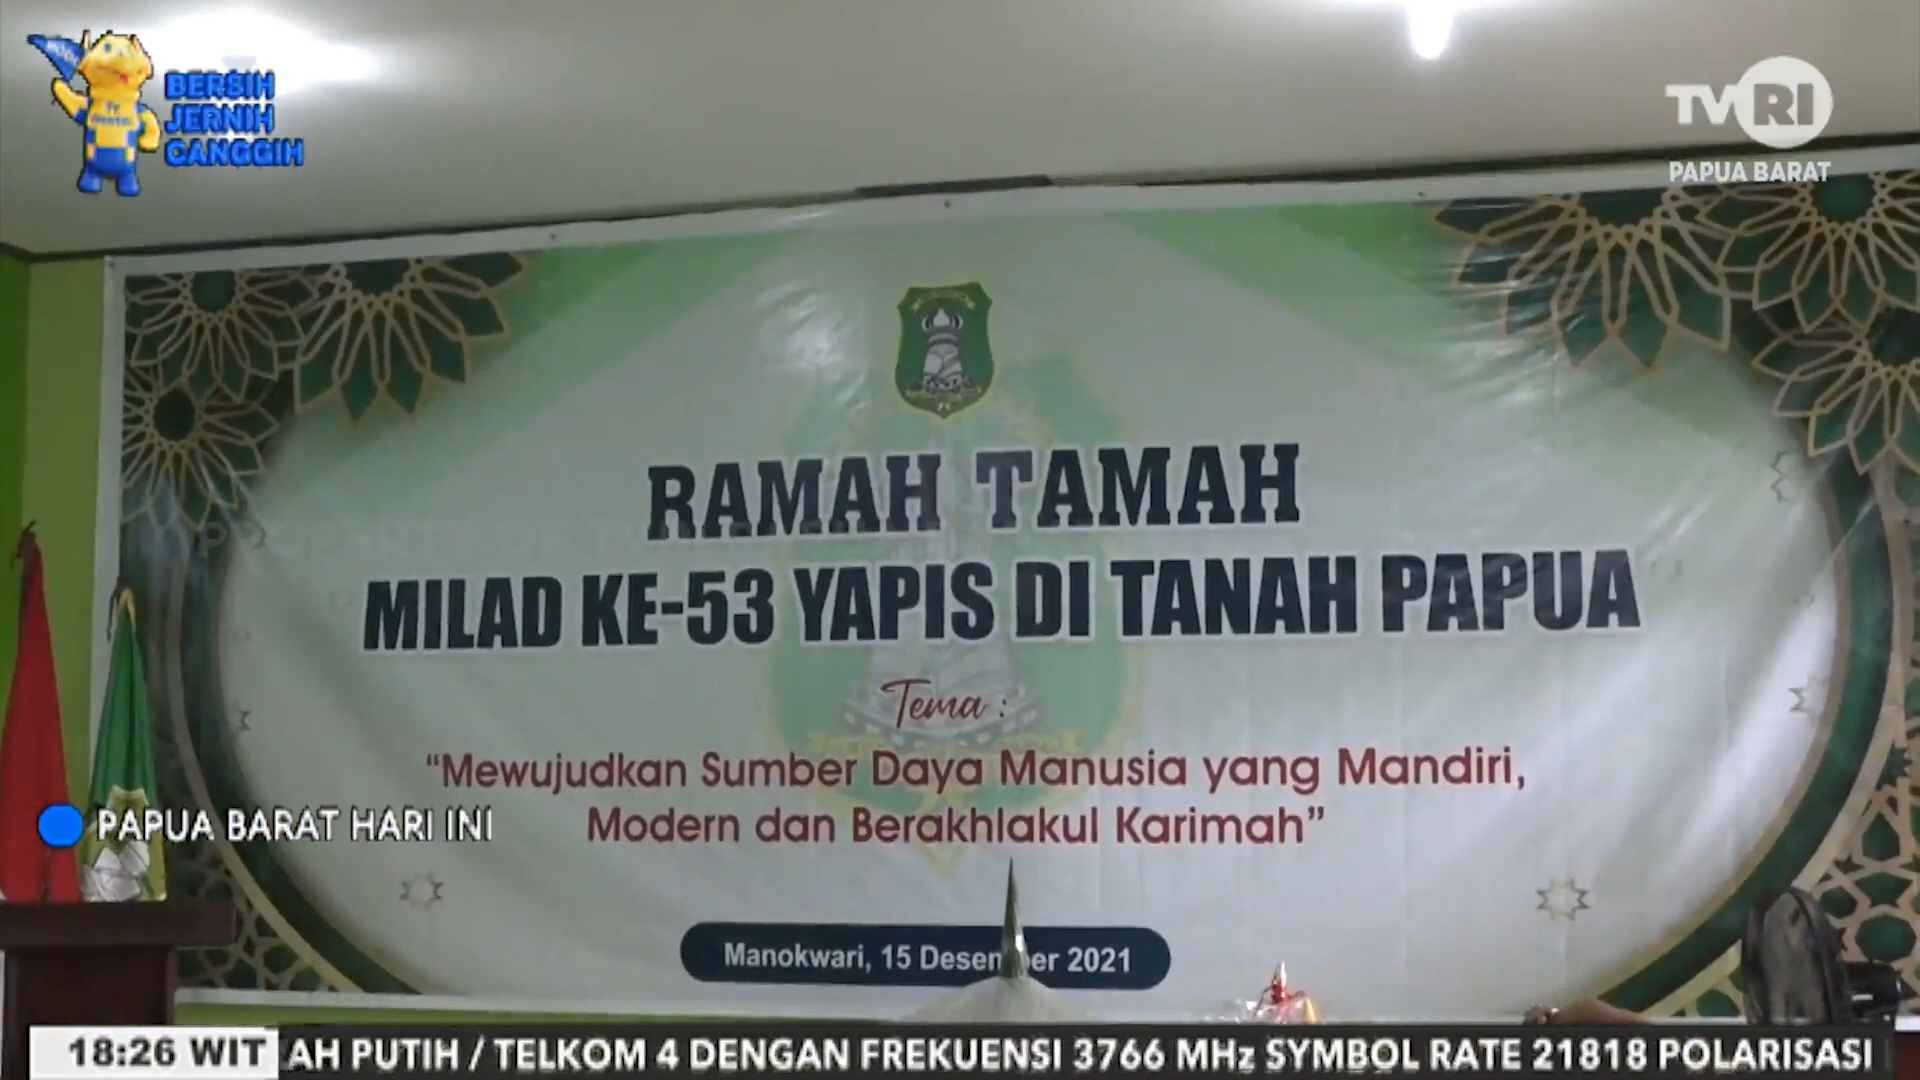 BERSIH
JERNIH
CANGGIH
TVRI
PAPUA BARAT
RAMAH TAMAH
MILAD KE-53 YAPIS DI TANAH PAPUA
Tema :
“Mewujudkan Sumber Daya Manusia yang Mandiri,
Modern dan Berakhlakul Karimah”
PAPUA BARAT HARI INI
Manokwari, 15 Desember 2021
18:26 WIT AH PUTIH / TELKOM 4 DENGAN FREKUENSI 3766 MHz SYMBOL RATE 21818 POLARISASI